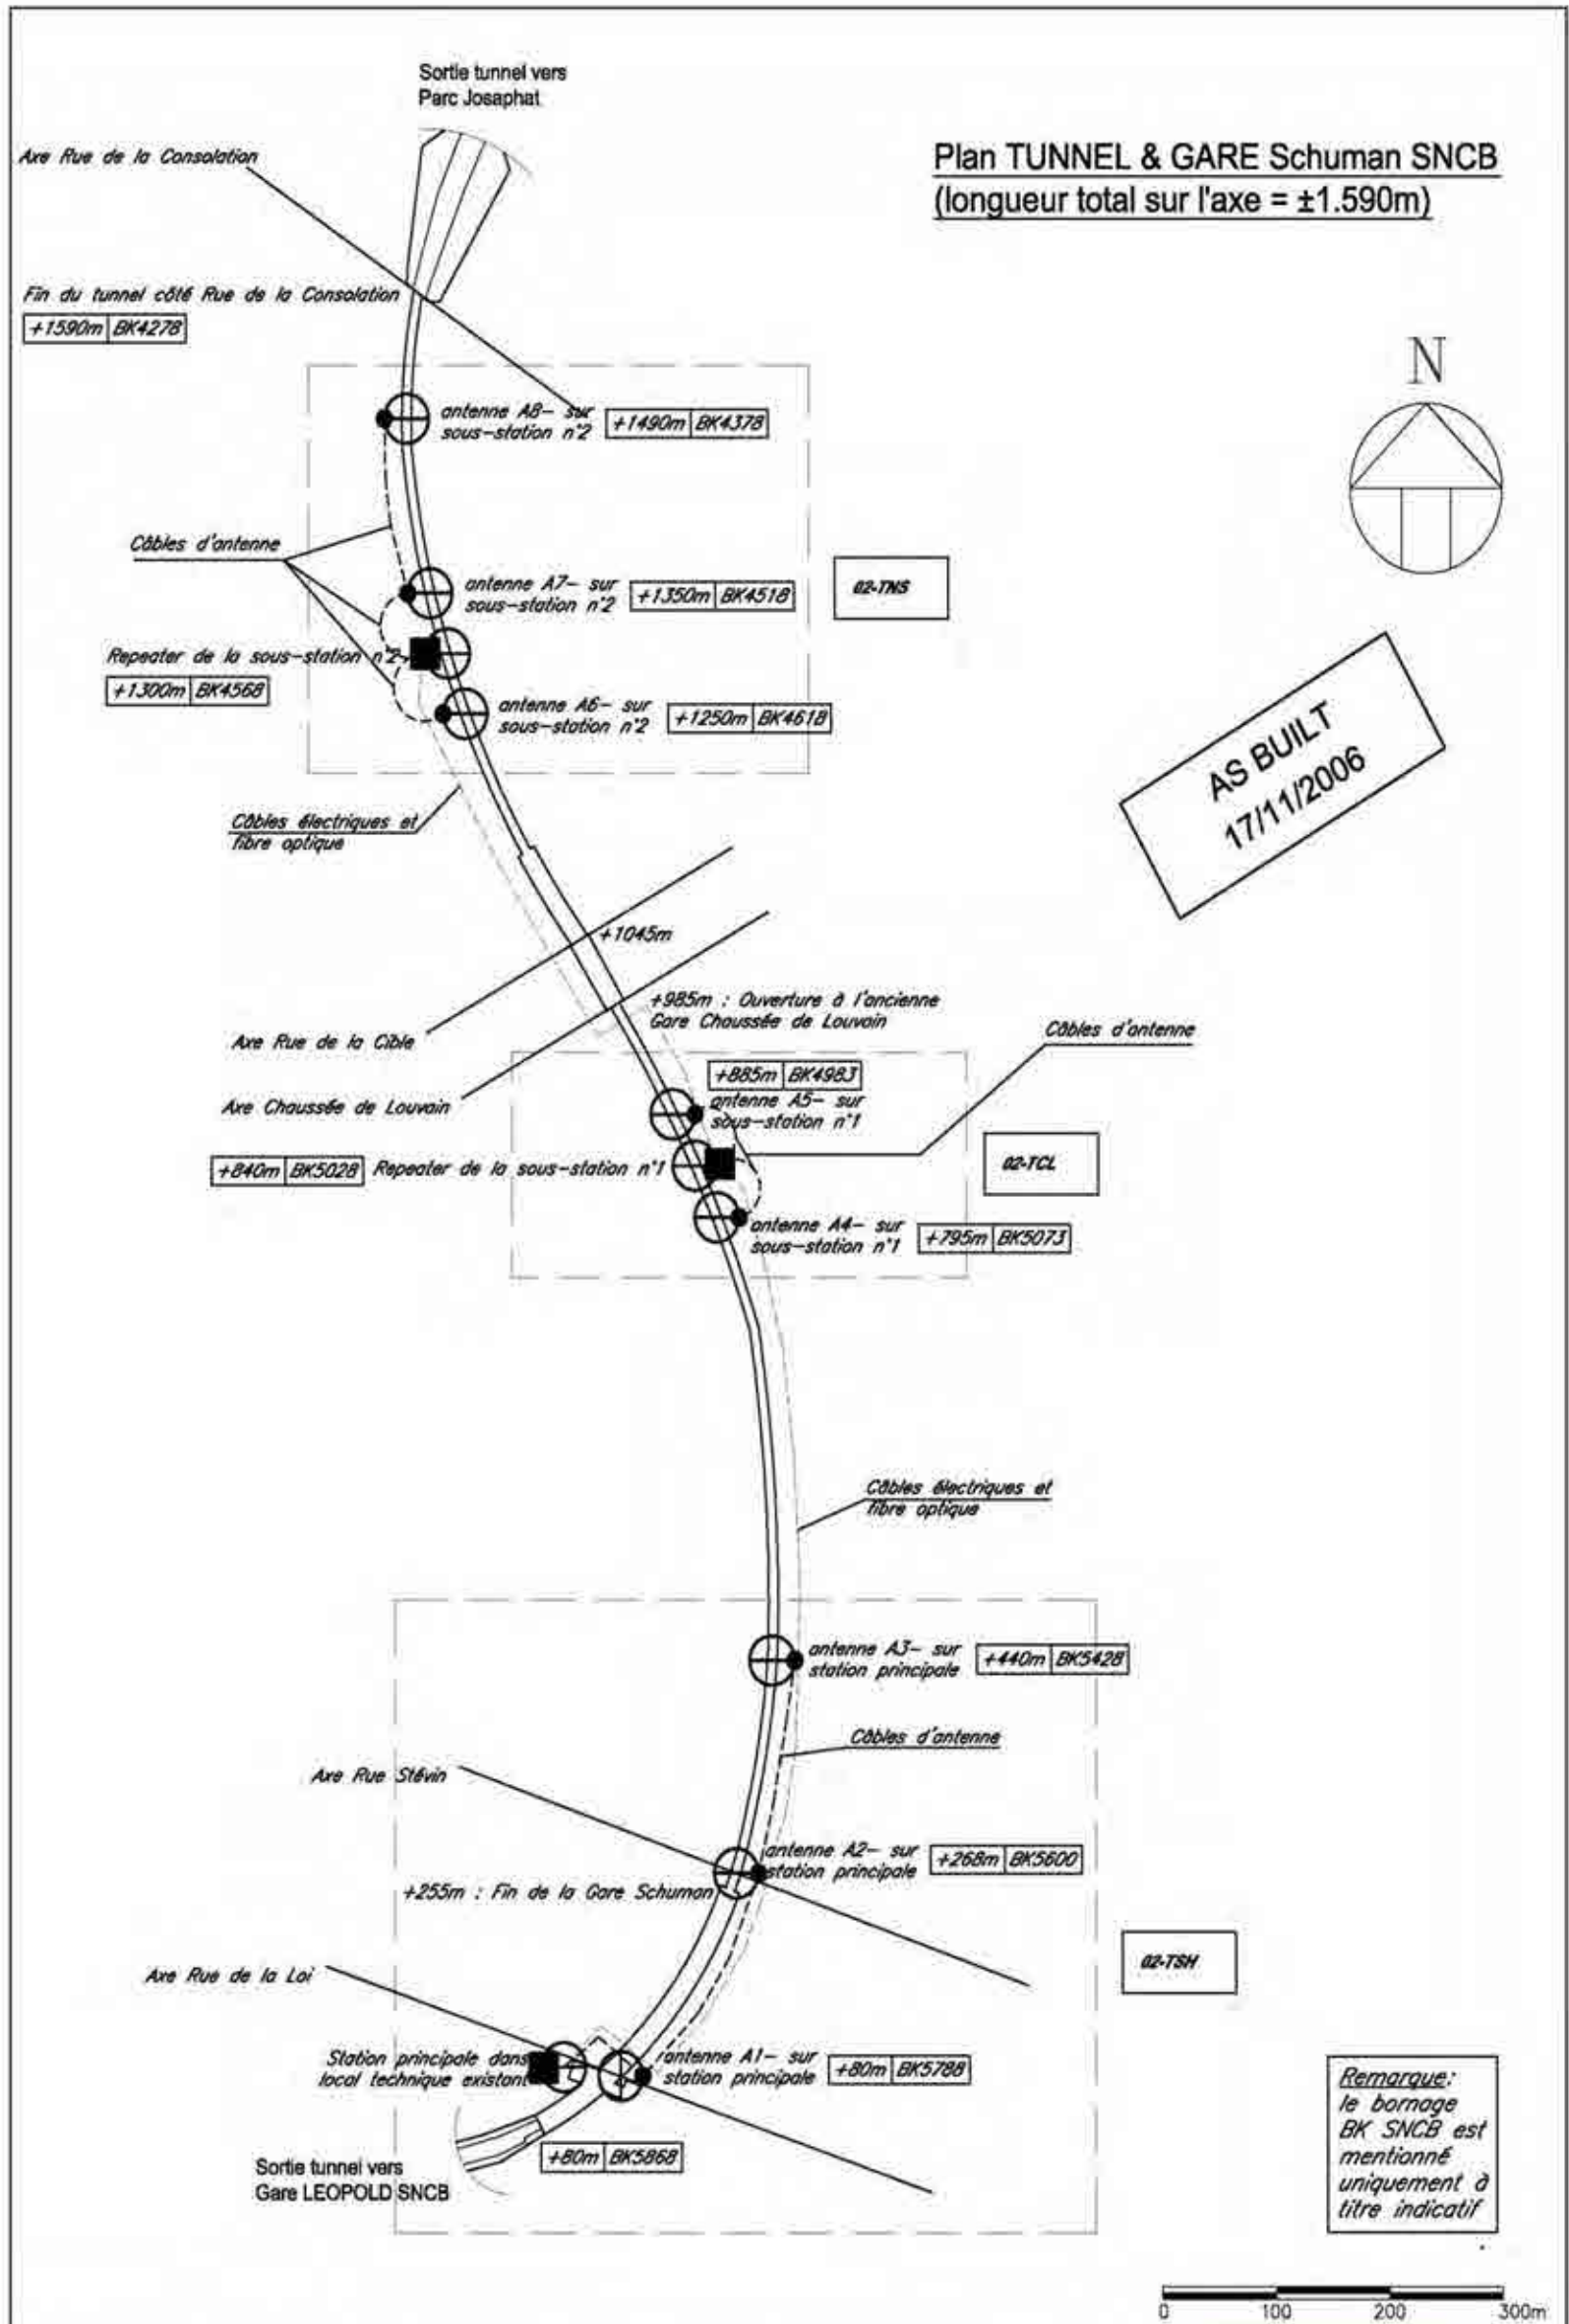 Sortie tunnel vers
Parc Josaphat
Axe Rue de la Consolation
Plan TUNNEL & GARE Schuman SNCB
(longueur total sur l'axe = ±1.590m)
Fin du tunnel côté Rue de la Consolation
+1590m BK4278
N
antenne A8- sur
sous-station n°2
+1490m BK4378
Câbles d'antenne
antenne A7- sur
sous-station n°2
+1350m BK4518
02-TNS
Repeater de la sous-station n°2
+1300m BK4568
antenne A6- sur
sous-station n°2
+1250m BK4618
AS BUILT
17/11/2006
Câbles électriques et
fibre optique
+1045m
+985m : Ouverture à l'ancienne
Gare Chaussée de Louvain
Axe Rue de la Cible
Câbles d'antenne
+885m BK4983
antenne A5- sur
sous-station n°1
Axe Chaussée de Louvain
+840m BK5028 Repeater de la sous-station n°1
02-TCL
antenne A4- sur
sous-station n°1
+795m BK5073
Câbles électriques et
fibre optique
antenne A3- sur
station principale
+440m BK5428
Câbles d'antenne
Axe Rue Stévin
antenne A2- sur
station principale
+268m BK5600
+255m : Fin de la Gare Schuman
02-TSH
Axe Rue de la Loi
Station principale dans
local technique existant
antenne A1- sur
station principale
+80m BK5788
Sortie tunnel vers
Gare LEOPOLD SNCB
+80m BK5868
Remarque:
le bornage
BK SNCB est
mentionné
uniquement à
titre indicatif
0 100 200 300m